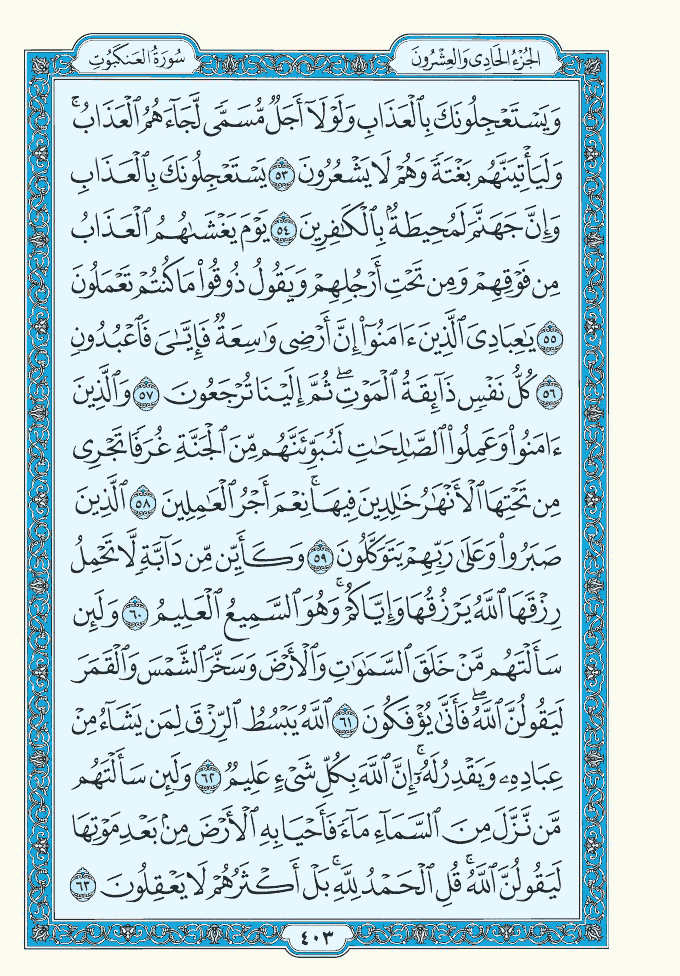 الجُزْءُ الحَادِي وَالعِشْرُونَ
سُورَةُ العَنكَبُوتِ
وَيَسْتَعْجِلُونَكَ بِٱلْعَذَابِ وَلَوْلَآ أَجَلٌ مُّسَمًّى لَّجَآءَهُمُ ٱلْعَذَابُۚ
وَلَيَأْتِيَنَّهُم بَغْتَةً وَهُمْ لَا يَشْعُرُونَ ٥٣ يَسْتَعْجِلُونَكَ بِٱلْعَذَابِ
وَإِنَّ جَهَنَّمَ لَمُحِيطَةٌۢ بِٱلْكَٰفِرِينَ ٥٤ يَوْمَ يَغْشَىٰهُمُ ٱلْعَذَابُ
مِن فَوْقِهِمْ وَمِن تَحْتِ أَرْجُلِهِمْ وَيَقُولُ ذُوقُوا۟ مَا كُنتُمْ تَعْمَلُونَ
٥٥ يَٰعِبَادِىَ ٱلَّذِينَ ءَامَنُوٓا۟ إِنَّ أَرْضِى وَٰسِعَةٌ فَإِيَّٰىَ فَٱعْبُدُونِ
٥٦ كُلُّ نَفْسٍ ذَآئِقَةُ ٱلْمَوْتِۖ ثُمَّ إِلَيْنَا تُرْجَعُونَ ٥٧ وَٱلَّذِينَ
ءَامَنُوا۟ وَعَمِلُوا۟ ٱلصَّٰلِحَٰتِ لَنُبَوِّئَنَّهُم مِّنَ ٱلْجَنَّةِ غُرَفًا تَجْرِى
مِن تَحْتِهَا ٱلْأَنْهَٰرُ خَٰلِدِينَ فِيهَاۚ نِعْمَ أَجْرُ ٱلْعَٰمِلِينَ ٥٨ ٱلَّذِينَ
صَبَرُوا۟ وَعَلَىٰ رَبِّهِمْ يَتَوَكَّلُونَ ٥٩ وَكَأَيِّن مِّن دَآبَّةٍ لَّا تَحْمِلُ
رِزْقَهَا ٱللَّهُ يَرْزُقُهَا وَإِيَّاكُمْۚ وَهُوَ ٱلسَّمِيعُ ٱلْعَلِيمُ ٦٠ وَلَئِن
سَأَلْتَهُم مَّنْ خَلَقَ ٱلسَّمَٰوَٰتِ وَٱلْأَرْضَ وَسَخَّرَ ٱلشَّمْسَ وَٱلْقَمَرَ
لَيَقُولُنَّ ٱللَّهُۖ فَأَنَّىٰ يُؤْفَكُونَ ٦١ ٱللَّهُ يَبْسُطُ ٱلرِّزْقَ لِمَن يَشَآءُ مِنْ
عِبَادِهِۦ وَيَقْدِرُ لَهُۥٓۚ إِنَّ ٱللَّهَ بِكُلِّ شَىْءٍ عَلِيمٌ ٦٢ وَلَئِن سَأَلْتَهُم
مَّن نَّزَّلَ مِنَ ٱلسَّمَآءِ مَآءً فَأَحْيَا بِهِ ٱلْأَرْضَ مِنۢ بَعْدِ مَوْتِهَا
لَيَقُولُنَّ ٱللَّهُۚ قُلِ ٱلْحَمْدُ لِلَّهِۚ بَلْ أَكْثَرُهُمْ لَا يَعْقِلُونَ ٦٣
٤٠٣